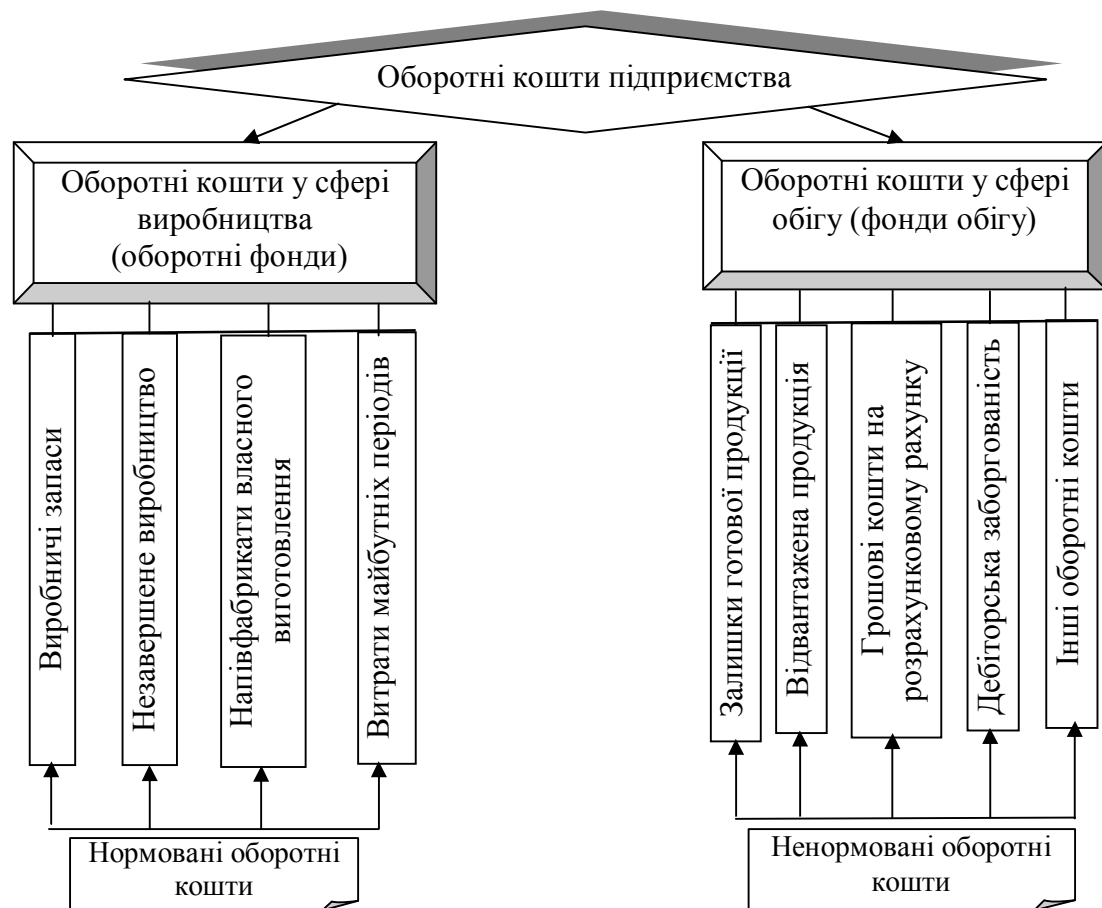 Оборотні кошти підприємства
Оборотні кошти у сфері
виробництва
(оборотні фонди)
Оборотні кошти у сфері
обігу (фонди обігу)
Виробничі запаси
Незавершене виробництво
Напівфабрикати власного
виготовлення
Витрати майбутніх періодів
Залишки готової продукції
Відвантажена продукція
Грошові кошти на
розрахунковому рахунку
Дебіторська заборгованість
Інші оборотні кошти
Нормовані оборотні
кошти
Ненормовані оборотні
кошти